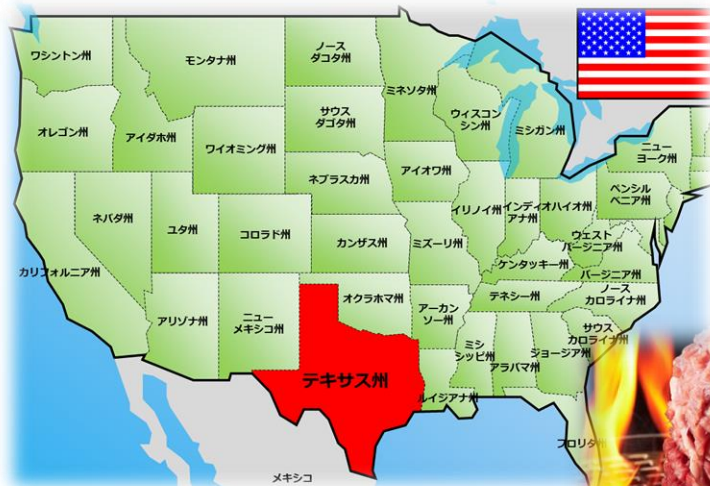 ワシントン州
モンタナ州
ノース
ダコタ州
ミネソタ州
オレゴン州
アイダホ州
ワイオミング州
サウス
ダゴタ州
ウィスコン
シン州
ミシガン州
ニュー
ヨーク州
ネブラスカ州
アイオワ州
ペンシル
ベニア州
ネバダ州
ユタ州
コロラド州
カンザス州
ミズーリ州
イリノイ州
インディ
アナ州
オハイオ州
ウェスト
バージニア州
カリフォルニア州
ケンタッキー州
バージニア州
アリゾナ州
ニュー
メキシコ州
オクラホマ州
アーカン
ソー州
テネシー州
ノース
カロライナ州
サウス
カロライナ州
テキサス州
ルイジアナ州
ミシ
シッピ州
アラバマ州
ジョージア州
フロリダ州
メキシコ